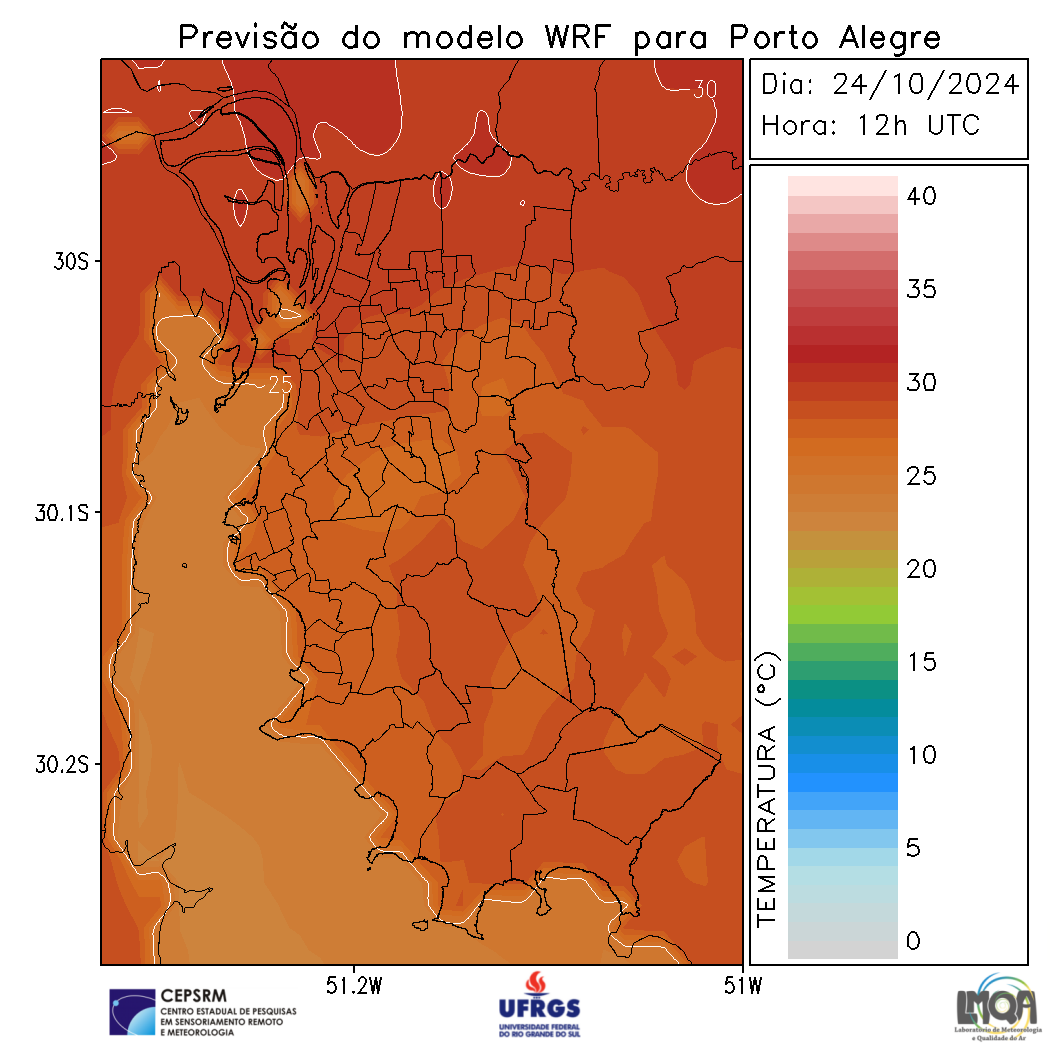 Previsão do modelo WRF para Porto Alegre
Dia: 24/10/2024
Hora: 12h UTC
30
25
30S
30.1S
30.2S
51.2W
51W
40
35
30
25
20
15
10
5
0
TEMPERATURA (°C)
CEPSRM
CENTRO ESTADUAL DE PESQUISAS
EM SENSORIAMENTO REMOTO
E METEOROLOGIA
UFRGS
UNIVERSIDADE FEDERAL
DO RIO GRANDE DO SUL
LMQA
Laboratório de Meteorologia
e Qualidade do Ar